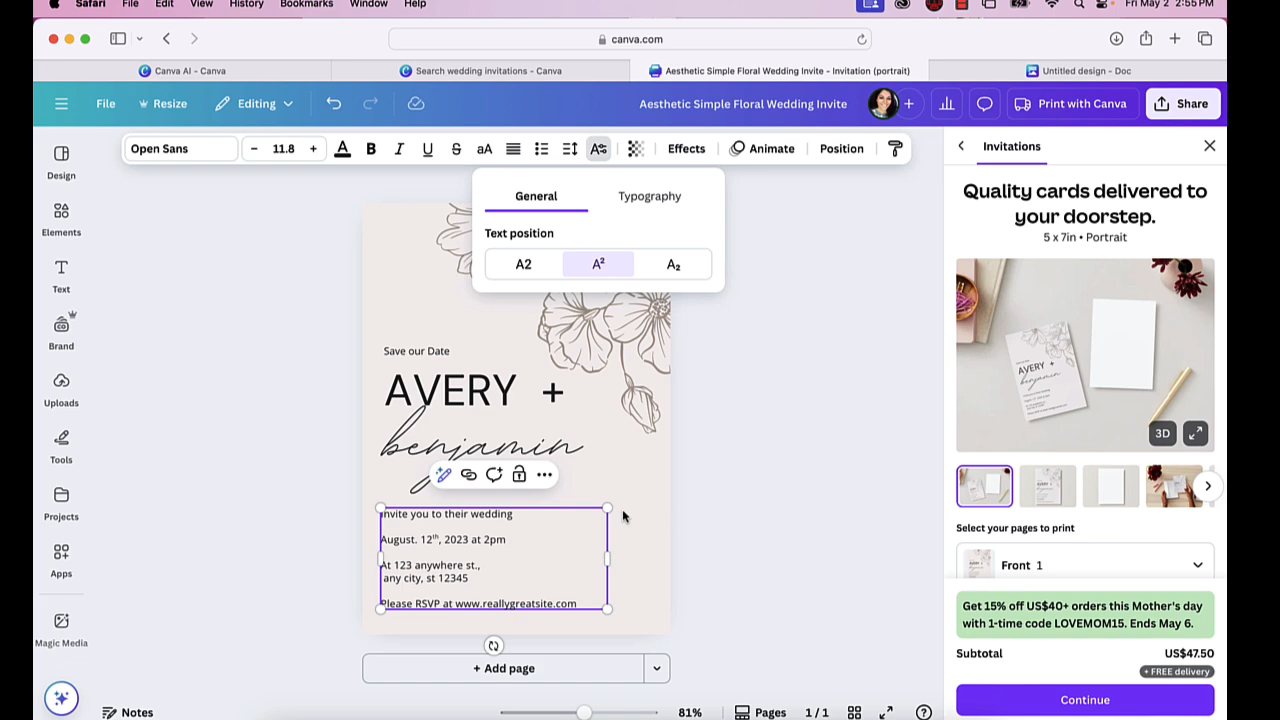 Safari File Edit View History Bookmarks Window Help Fri May 2 2:55 PM
canva.com
Canva AI - Canva
Search wedding invitations - Canva
Aesthetic Simple Floral Wedding Invite - Invitation (portrait)
Untitled design - Doc
File Resize Editing Aesthetic Simple Floral Wedding Invite Print with Canva Share
Open Sans - 11.8 + A B I U S aA Effects Animate Position
Invitations
Design
Elements
Text
Brand
Uploads
Tools
Projects
Apps
Magic Media
General Typography
Text position
A2 A² A₂
Save our Date
AVERY +
benjamin
Invite you to their wedding
August. 12th, 2023 at 2pm
At 123 anywhere st.,
any city, st 12345
Please RSVP at www.reallygreatsite.com
+ Add page
Notes 81% Pages 1 / 1
Quality cards delivered to
your doorstep.
5 x 7in • Portrait
AVERY +
benjamin
3D
Select your pages to print
Front 1
Get 15% off US$40+ orders this Mother's day
with 1-time code LOVEMOM15. Ends May 6.
Subtotal US$47.50
+ FREE delivery
Continue